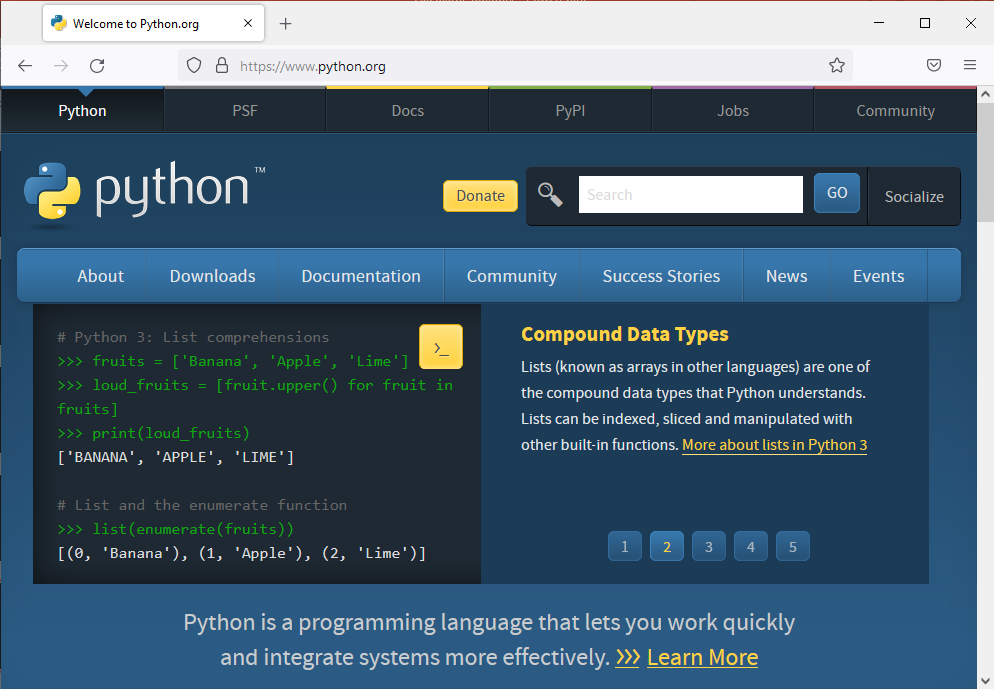 Welcome to Python.org
https://www.python.org
Python PSF Docs PyPI Jobs Community
python™
Donate Search GO Socialize
About Downloads Documentation Community Success Stories News Events
# Python 3: List comprehensions
>>> fruits = ['Banana', 'Apple', 'Lime']
>>> loud_fruits = [fruit.upper() for fruit in
fruits]
>>> print(loud_fruits)
['BANANA', 'APPLE', 'LIME']
# List and the enumerate function
>>> list(enumerate(fruits))
[(0, 'Banana'), (1, 'Apple'), (2, 'Lime')]
>_
Compound Data Types
Lists (known as arrays in other languages) are one of
the compound data types that Python understands.
Lists can be indexed, sliced and manipulated with
other built-in functions. More about lists in Python 3
1 2 3 4 5
Python is a programming language that lets you work quickly
and integrate systems more effectively. >>> Learn More